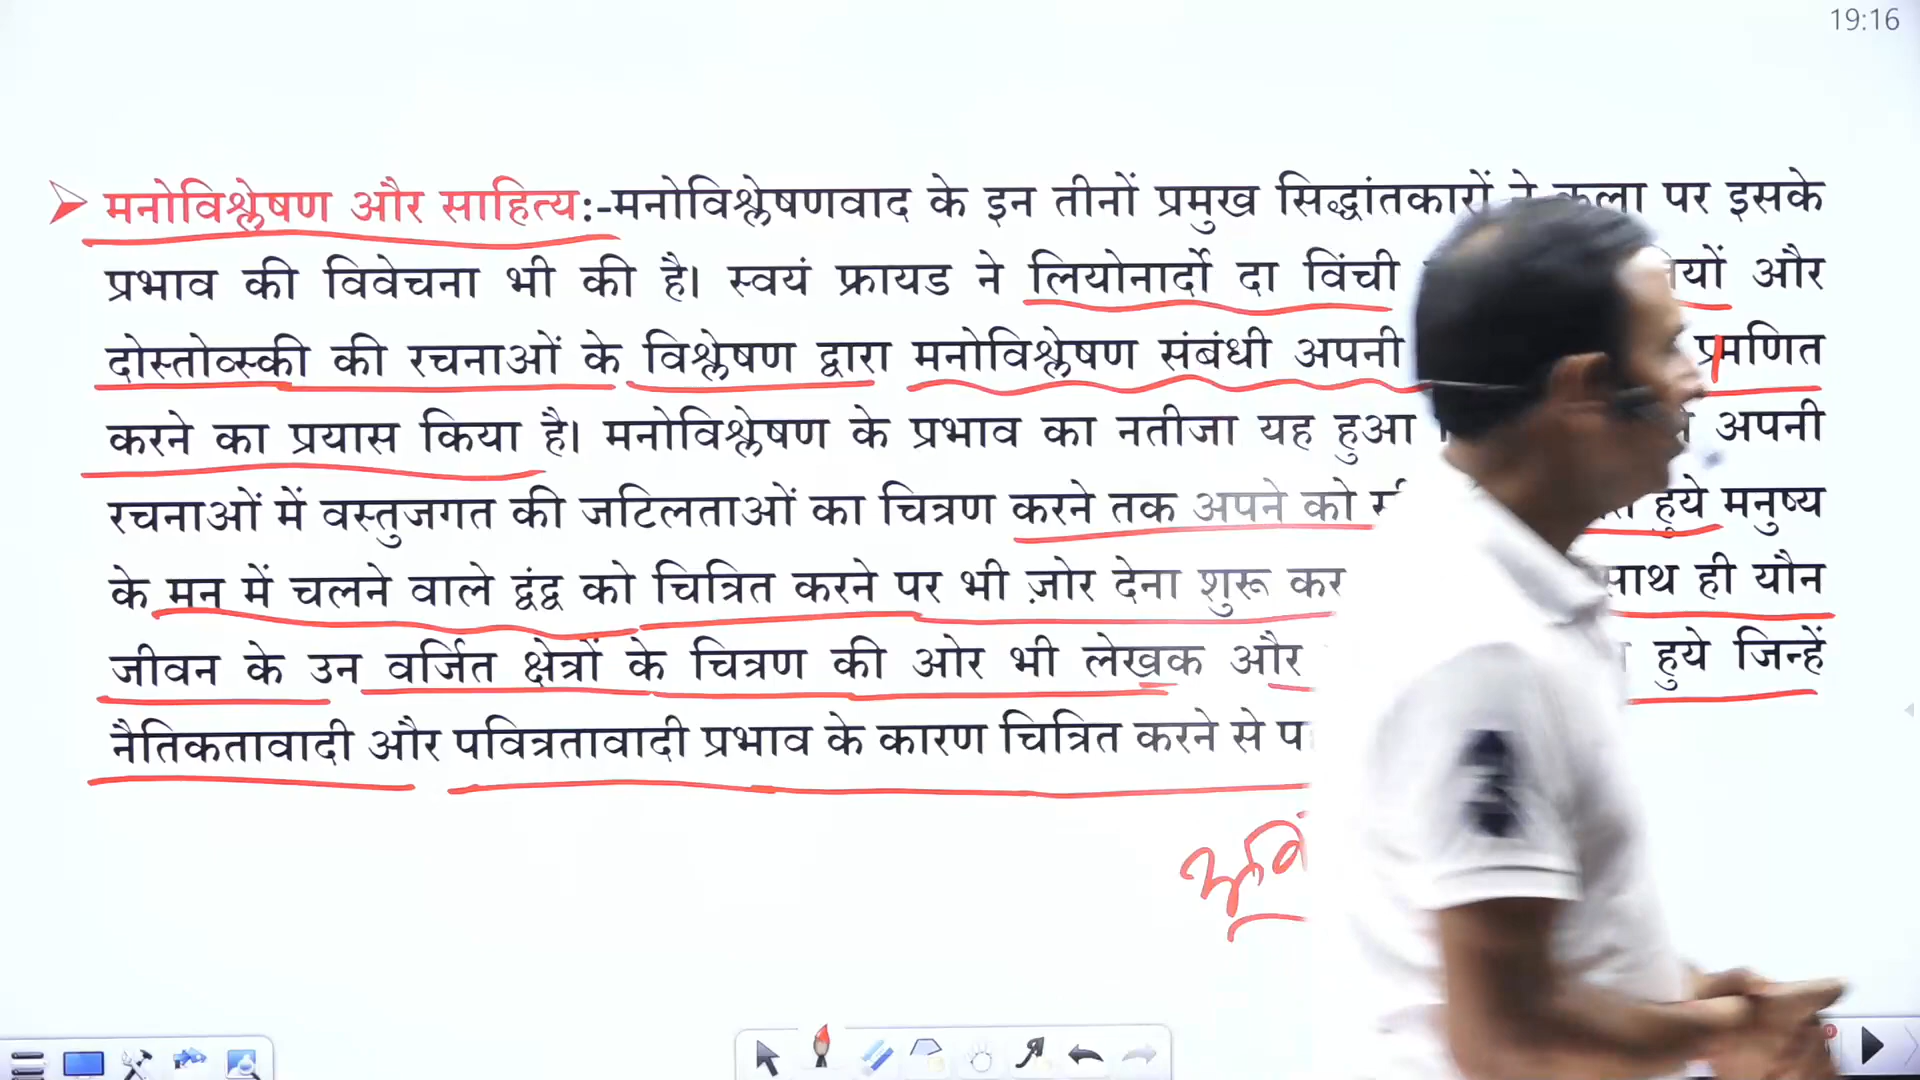 19:16
मनोविश्लेषण और साहित्य:-मनोविश्लेषणवाद के इन तीनों प्रमुख सिद्धांतकारों ने कला पर इसके
प्रभाव की विवेचना भी की है। स्वयं फ्रायड ने लियोनार्दो दा विंची और
दोस्तोव्स्की की रचनाओं के विश्लेषण द्वारा मनोविश्लेषण संबंधी अपनी प्रमणित
करने का प्रयास किया है। मनोविश्लेषण के प्रभाव का नतीजा यह हुआ अपनी
रचनाओं में वस्तुजगत की जटिलताओं का चित्रण करने तक अपने को हुये मनुष्य
के मन में चलने वाले द्वंद्व को चित्रित करने पर भी ज़ोर देना शुरू कर साथ ही यौन
जीवन के उन वर्जित क्षेत्रों के चित्रण की ओर भी लेखक और हुये जिन्हें
नैतिकतावादी और पवित्रतावादी प्रभाव के कारण चित्रित करने से